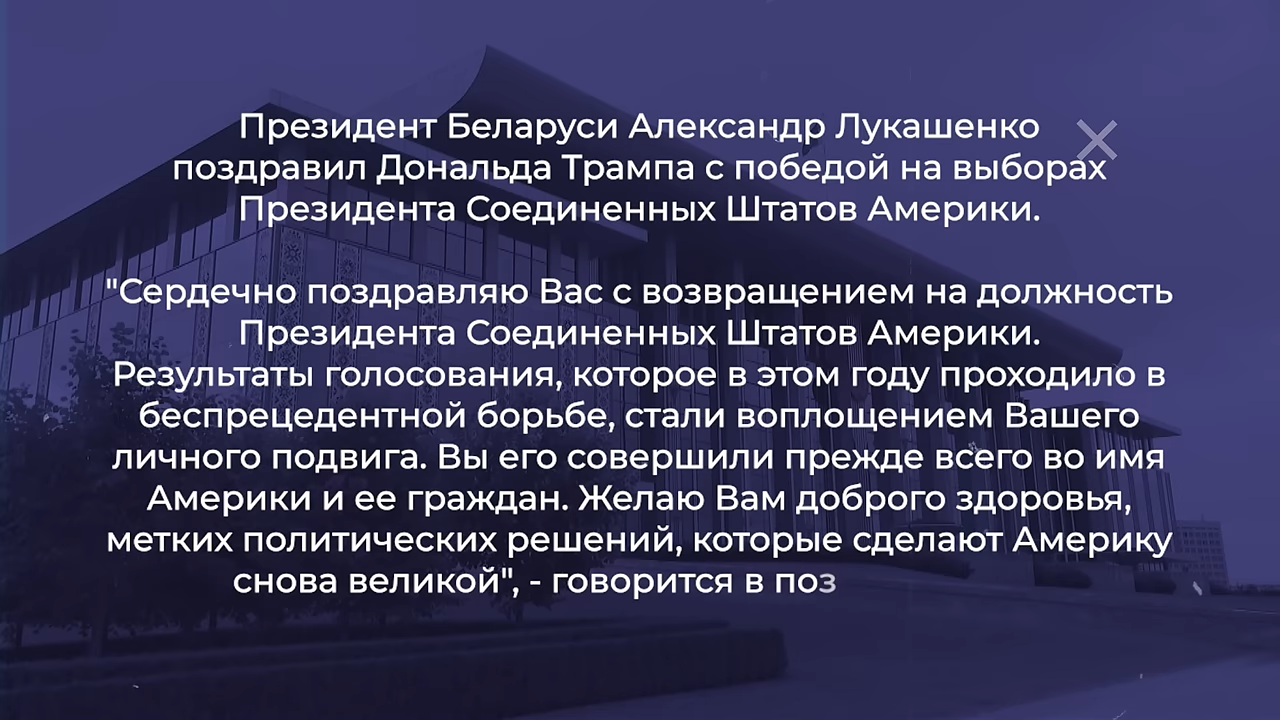 Президент Беларуси Александр Лукашенко
поздравил Дональда Трампа с победой на выборах
Президента Соединенных Штатов Америки.
"Сердечно поздравляю Вас с возвращением на должность
Президента Соединенных Штатов Америки.
Результаты голосования, которое в этом году проходило в
беспрецедентной борьбе, стали воплощением Вашего
личного подвига. Вы его совершили прежде всего во имя
Америки и ее граждан. Желаю Вам доброго здоровья,
метких политических решений, которые сделают Америку
снова великой", - говорится в поз